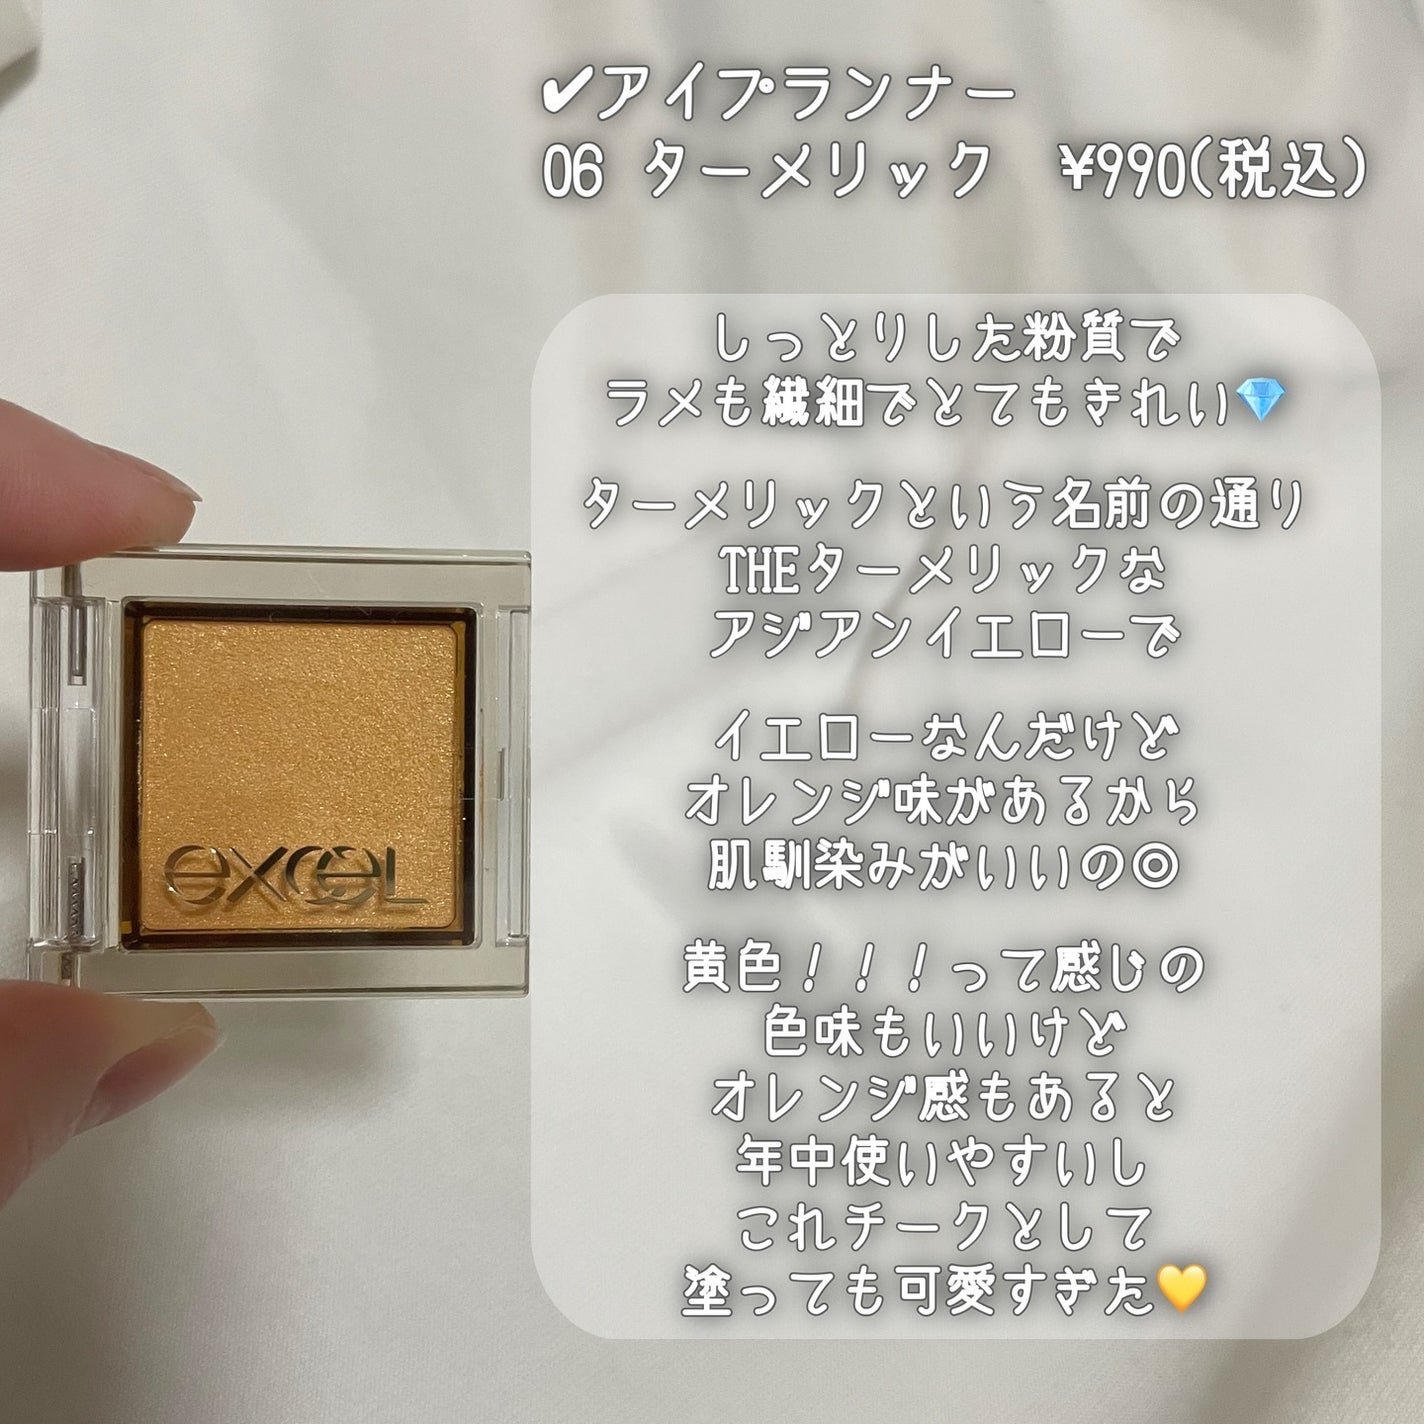 ✔アイプランナー
06 ターメリック ¥990(税込)
しっとりした粉質で
ラメも繊細でとてもきれい💎
ターメリックという名前の通り
THEターメリックな
アジアンイエローで
イエローなんだけど
オレンジ味があるから
肌馴染みがいいの◎
黄色!!!って感じの
色味もいいけど
オレンジ感もあると
年中使いやすいし
これチークとして
塗っても可愛すぎた💛
excel